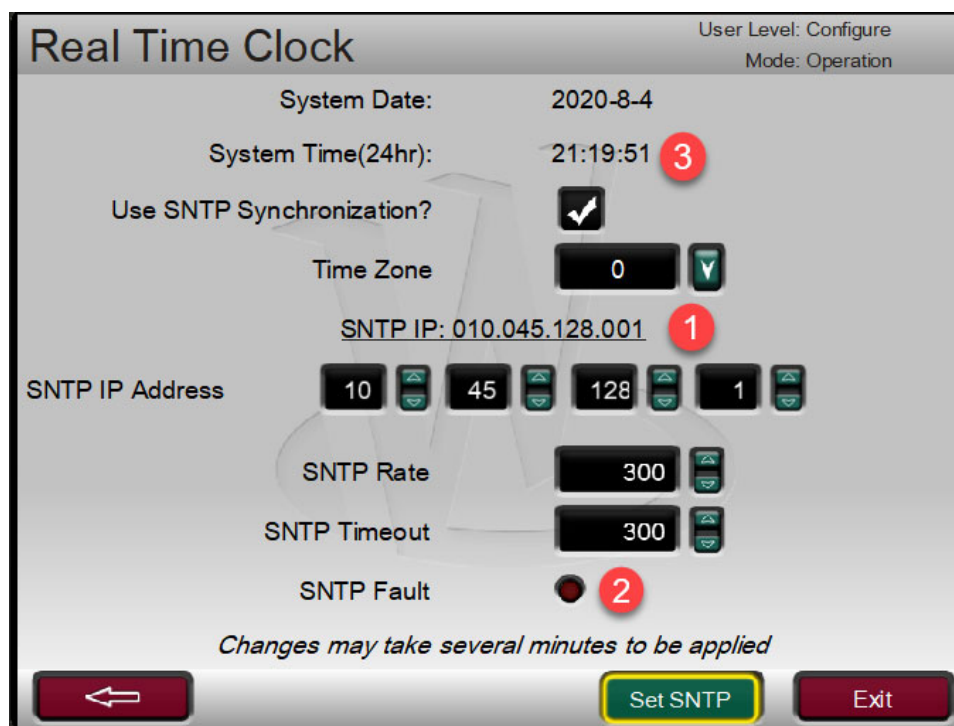 Real Time Clock
User Level: Configure
Mode: Operation
System Date: 2020-8-4
System Time(24hr): 21:19:51 3
Use SNTP Synchronization?
Time Zone 0
SNTP IP: 010.045.128.001 1
SNTP IP Address 10 45 128 1
SNTP Rate 300
SNTP Timeout 300
SNTP Fault 2
Changes may take several minutes to be applied
Set SNTP Exit